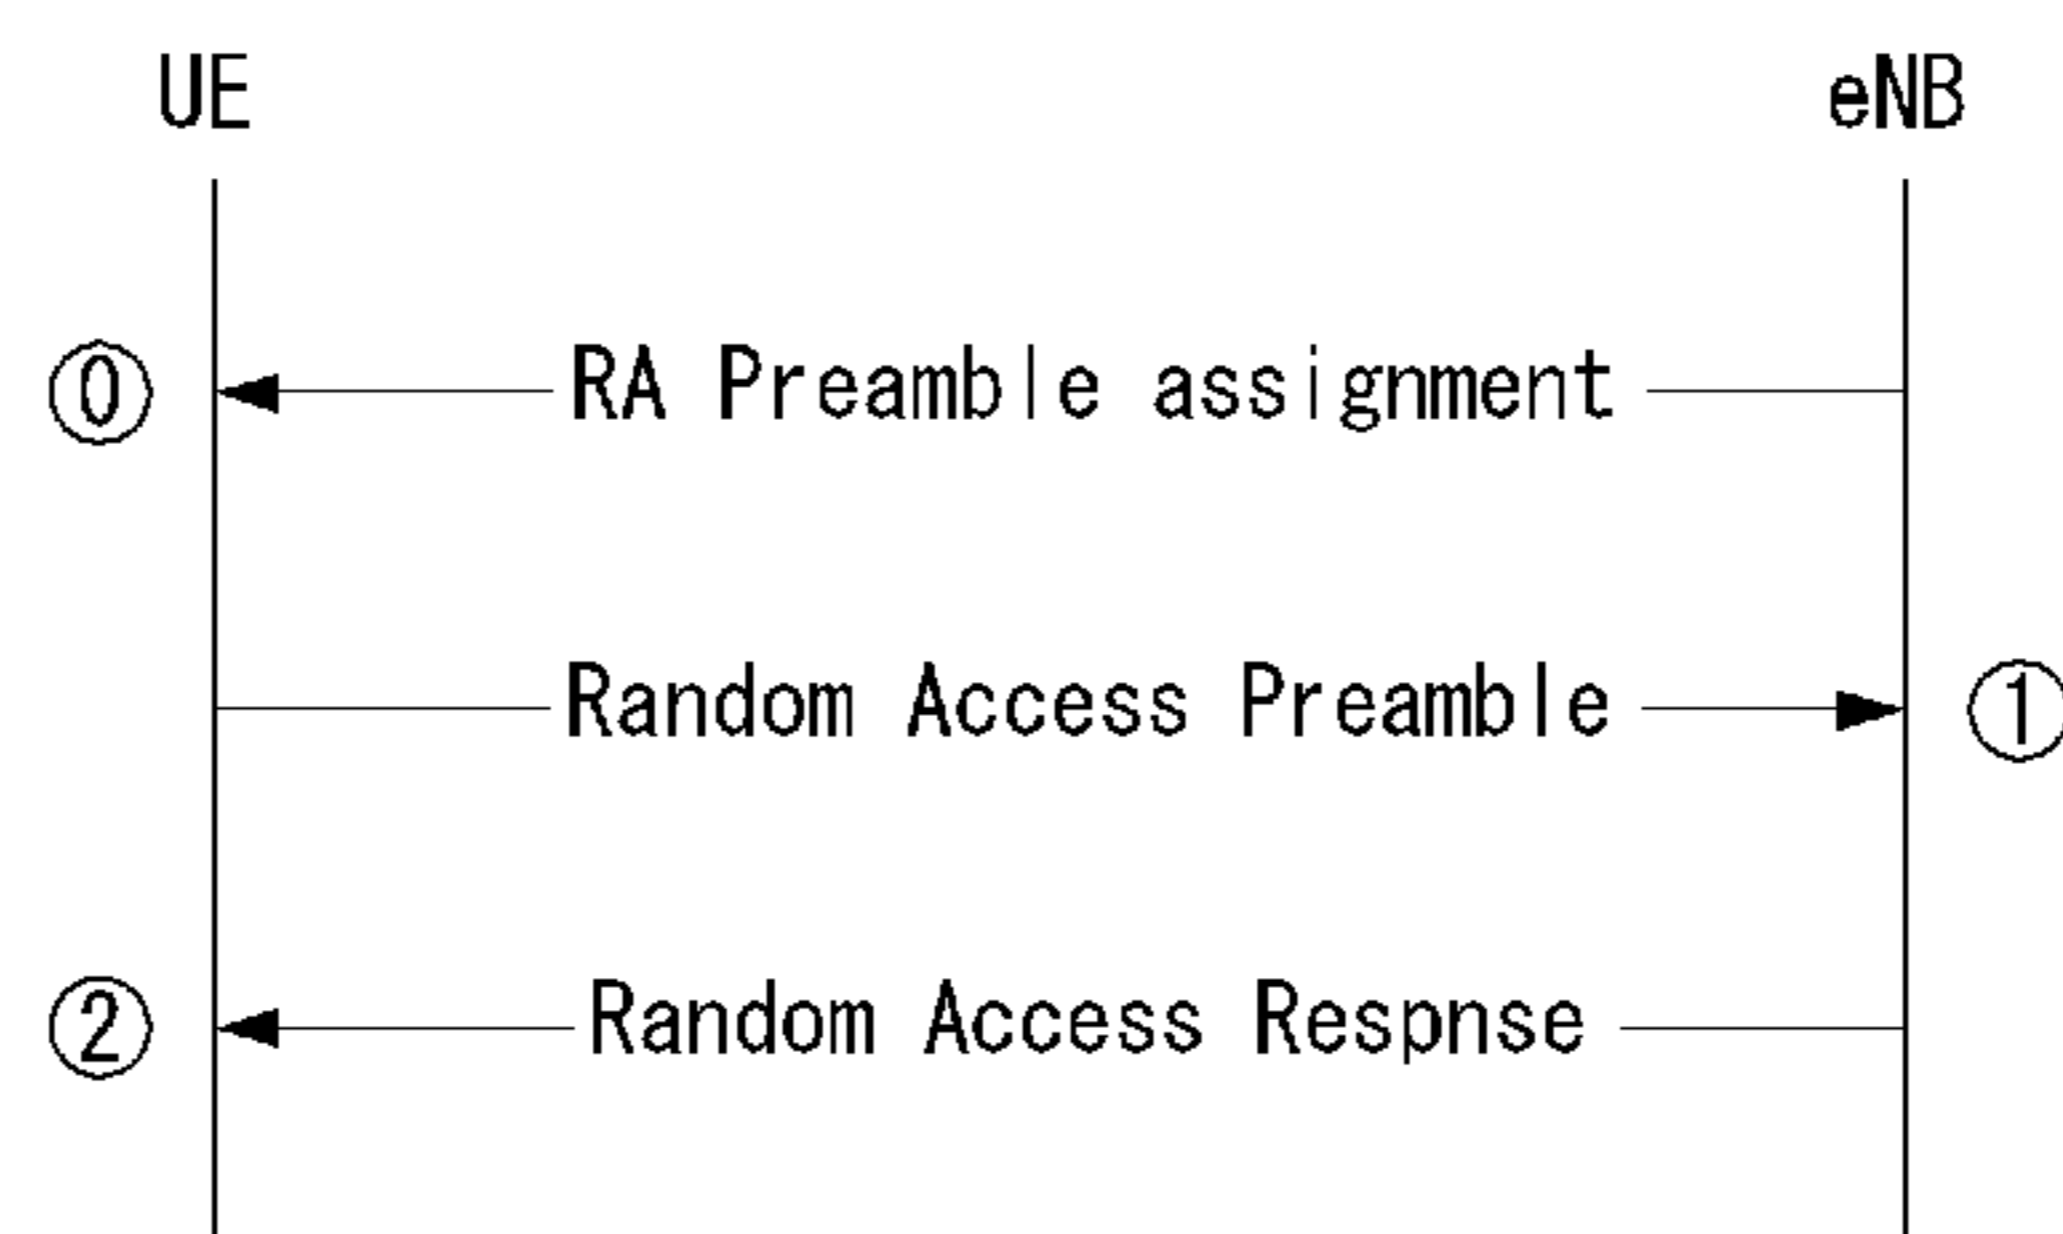 UE eNB
⓪ RA Preamble assignment
Random Access Preamble ①
② Random Access Respnse